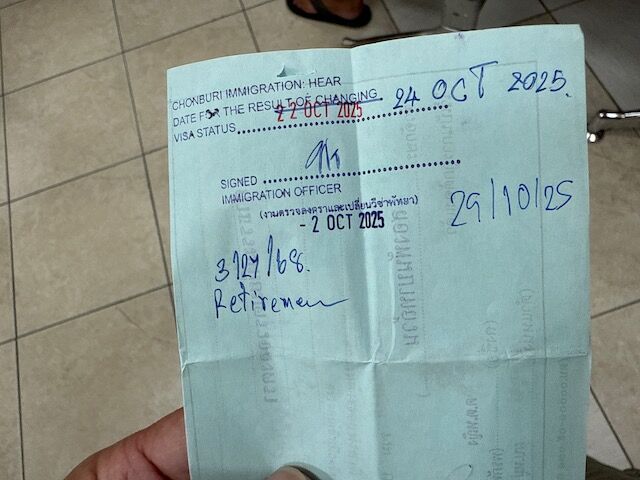 CHONBURI IMMIGRATION: HEAR
DATE FOR THE RESULT OF CHANGING
VISA STATUS 22 OCT 2025 24 OCT 2025.
SIGNED
IMMIGRATION OFFICER
(งานตรวจลงตราและเปลี่ยนวีซ่าพัทยา)
- 2 OCT 2025
29/10/25
Retiremen